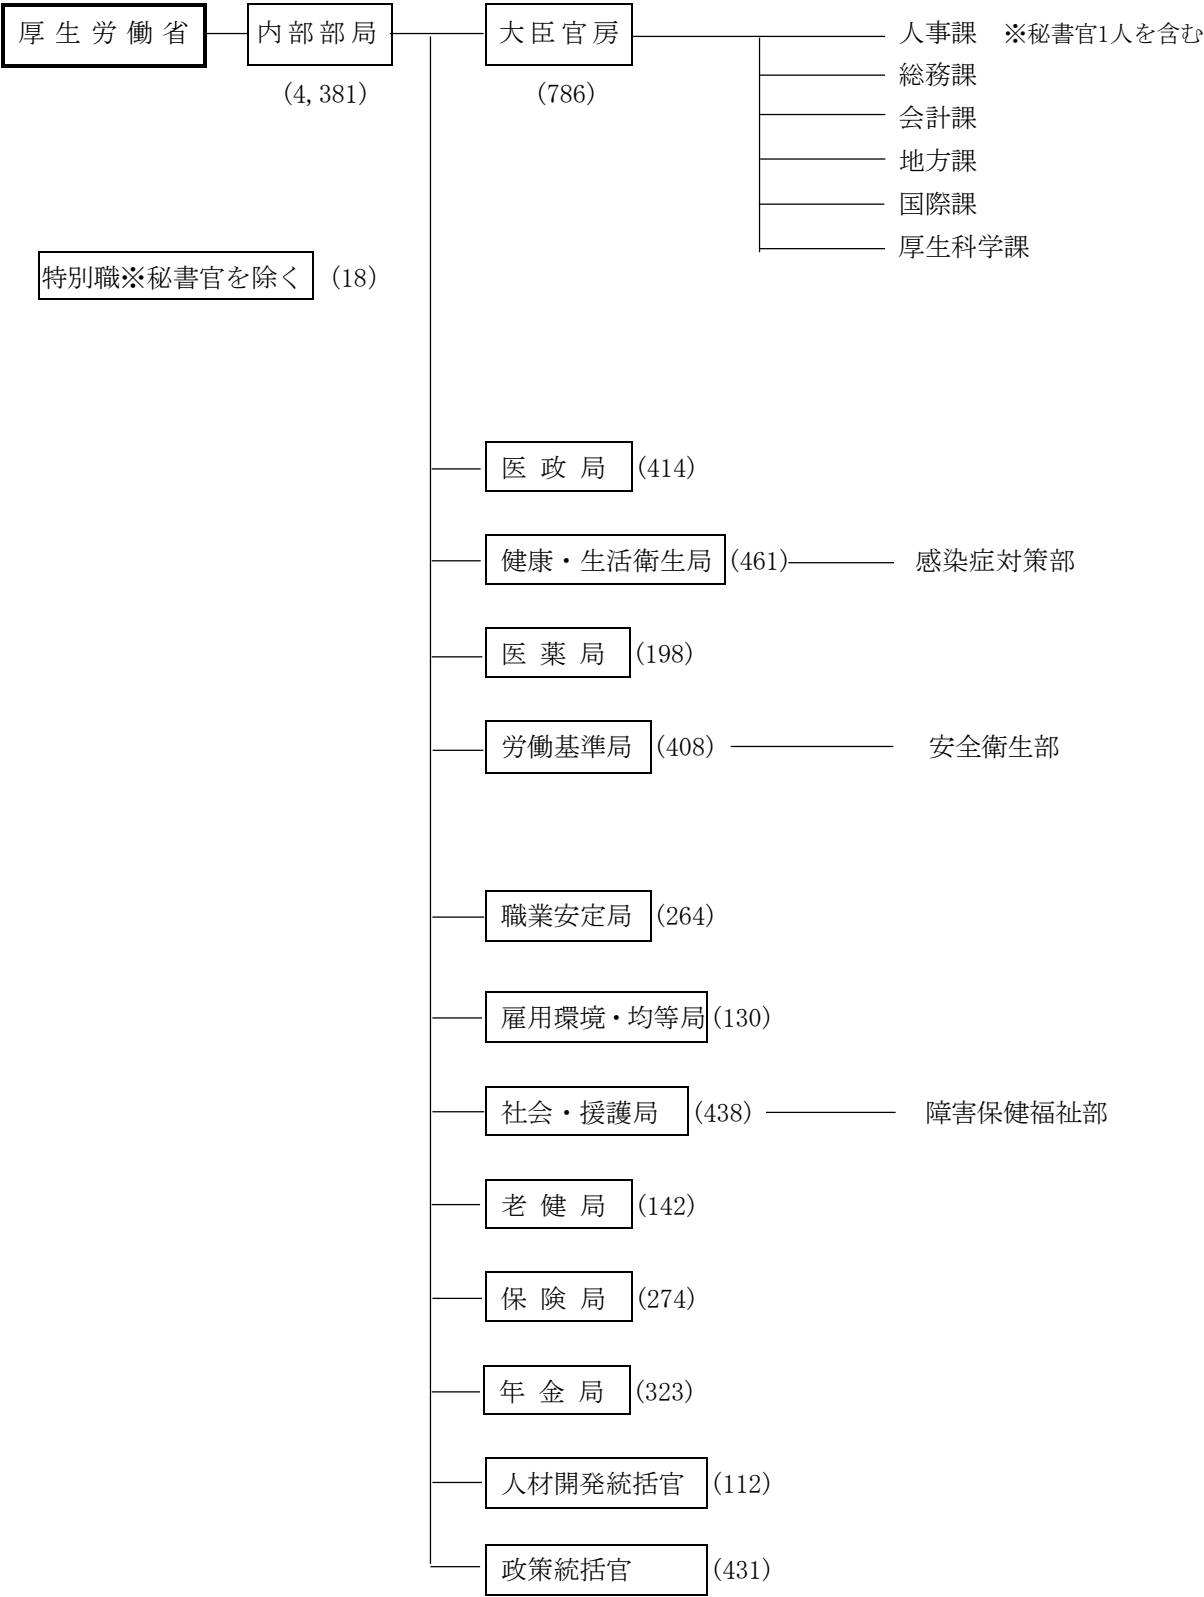 厚生労働省 内部部局 大臣官房 人事課 ※秘書官1人を含む
(4,381) (786)
総務課
会計課
地方課
国際課
厚生科学課
特別職※秘書官を除く (18)
医政局 (414)
健康・生活衛生局 (461) 感染症対策部
医薬局 (198)
労働基準局 (408) 安全衛生部
職業安定局 (264)
雇用環境・均等局 (130)
社会・援護局 (438) 障害保健福祉部
老健局 (142)
保険局 (274)
年金局 (323)
人材開発統括官 (112)
政策統括官 (431)